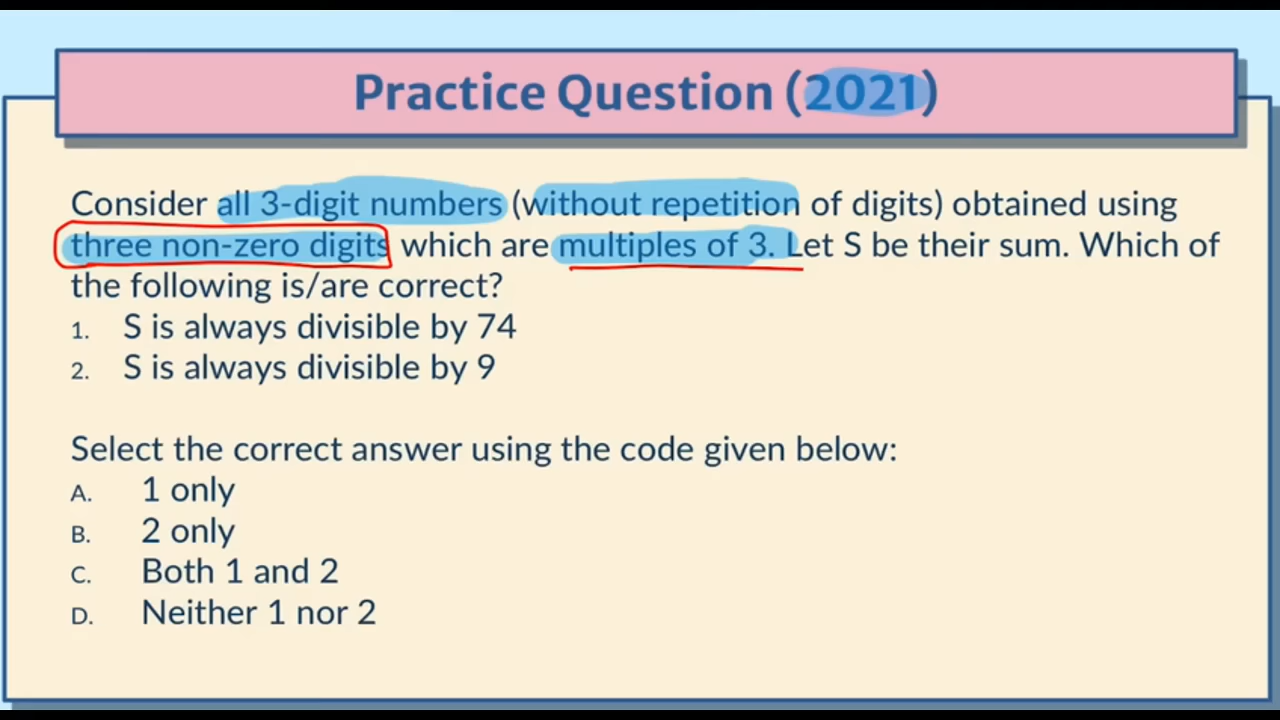 Practice Question (2021)
Consider all 3-digit numbers (without repetition of digits) obtained using
three non-zero digits which are multiples of 3. Let S be their sum. Which of
the following is/are correct?
1. S is always divisible by 74
2. S is always divisible by 9
Select the correct answer using the code given below:
A. 1 only
B. 2 only
C. Both 1 and 2
D. Neither 1 nor 2